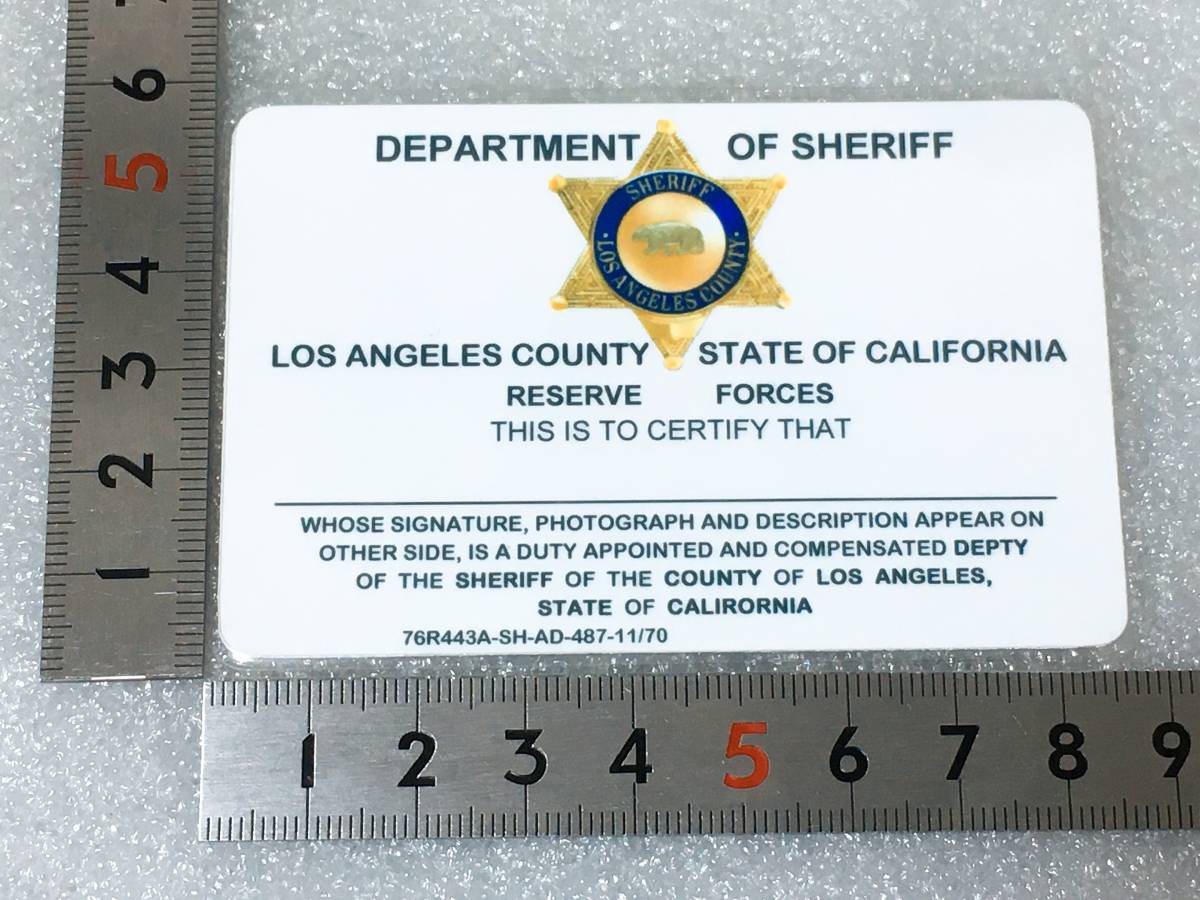 DEPARTMENT OF SHERIFF
SHERIFF
LOS ANGELES COUNTY
LOS ANGELES COUNTY STATE OF CALIFORNIA
RESERVE FORCES
THIS IS TO CERTIFY THAT
WHOSE SIGNATURE, PHOTOGRAPH AND DESCRIPTION APPEAR ON
OTHER SIDE, IS A DUTY APPOINTED AND COMPENSATED DEPTY
OF THE SHERIFF OF THE COUNTY OF LOS ANGELES,
STATE OF CALIRORNIA
76R443A-SH-AD-487-11/70
6
5
4
3
2
1
1 2 3 4 5 6 7 8 9